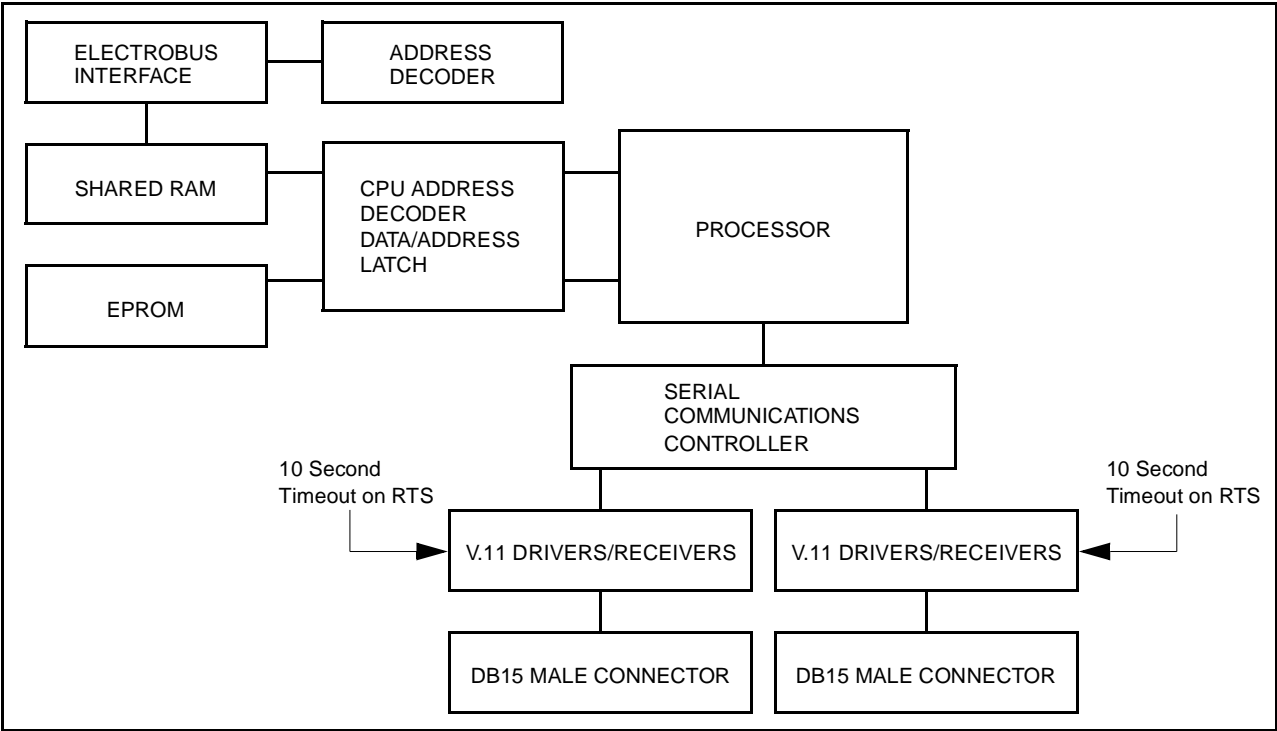 ELECTROBUS
INTERFACE
ADDRESS
DECODER
SHARED RAM
CPU ADDRESS
DECODER
DATA/ADDRESS
LATCH
PROCESSOR
EPROM
SERIAL
COMMUNICATIONS
CONTROLLER
10 Second
Timeout on RTS
10 Second
Timeout on RTS
V.11 DRIVERS/RECEIVERS
V.11 DRIVERS/RECEIVERS
DB15 MALE CONNECTOR
DB15 MALE CONNECTOR